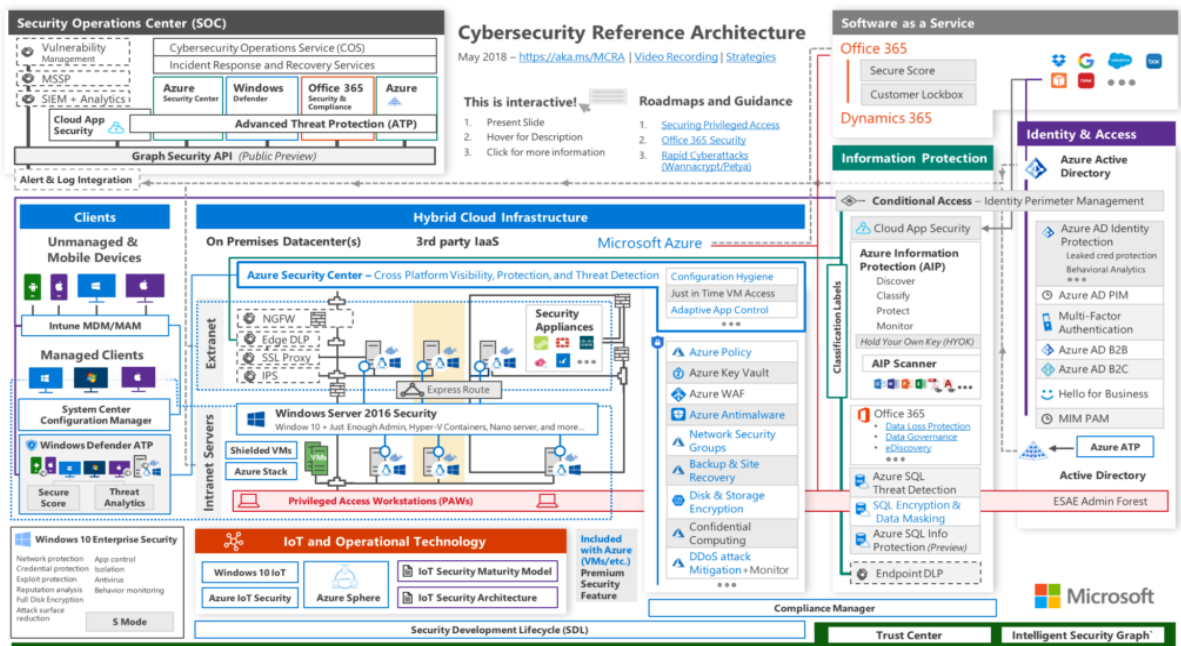 Security Operations Center (SOC)
Vulnerability
Management
MSSP
SIEM + Analytics
Cybersecurity Operations Service (COS)
Incident Response and Recovery Services
Azure
Security Center
Windows
Defender
Office 365
Security &
Compliance
Azure
Cloud App
Security
Advanced Threat Protection (ATP)
Graph Security API (Public Preview)
Alert & Log Integration
Cybersecurity Reference Architecture
May 2018 – https://aka.ms/MCRA | Video Recording | Strategies
This is interactive!
1. Present Slide
2. Hover for Description
3. Click for more information
Roadmaps and Guidance
1. Securing Privileged Access
2. Office 365 Security
3. Rapid Cyberattacks
(Wannacrypt/Petya)
Software as a Service
Office 365
Secure Score
Customer Lockbox
Dynamics 365
box
Identity & Access
Azure Active
Directory
Information Protection
Conditional Access – Identity Perimeter Management
Cloud App Security
Azure Information
Protection (AIP)
Discover
Classify
Protect
Monitor
Hold Your Own Key (HYOK)
AIP Scanner
Classification Labels
Office 365
• Data Loss Protection
• Data Governance
• eDiscovery
Azure SQL
Threat Detection
SQL Encryption &
Data Masking
Azure SQL Info
Protection (Preview)
Endpoint DLP
Azure AD Identity
Protection
Leaked cred protection
Behavioral Analytics
Azure AD PIM
Multi-Factor
Authentication
Azure AD B2B
Azure AD B2C
Hello for Business
MIM PAM
Azure ATP
Active Directory
ESAE Admin Forest
Clients
Unmanaged &
Mobile Devices
Intune MDM/MAM
Managed Clients
System Center
Configuration Manager
Windows Defender ATP
Secure
Score
Threat
Analytics
Hybrid Cloud Infrastructure
On Premises Datacenter(s)
3rd party IaaS
Microsoft Azure
Azure Security Center – Cross Platform Visibility, Protection, and Threat Detection
Configuration Hygiene
Just in Time VM Access
Adaptive App Control
Extranet
NGFW
Edge DLP
SSL Proxy
IPS
Security
Appliances
Express Route
Intranet Servers
Windows Server 2016 Security
Window 10 + Just Enough Admin, Hyper-V Containers, Nano server, and more...
Shielded VMs
VMs
Azure Stack
Privileged Access Workstations (PAWs)
Azure Policy
Azure Key Vault
Azure WAF
Azure Antimalware
Network Security
Groups
Backup & Site
Recovery
Disk & Storage
Encryption
Confidential
Computing
DDoS attack
Mitigation+Monitor
Windows 10 Enterprise Security
Network protection
Credential protection
Exploit protection
Reputation analysis
Full Disk Encryption
Attack surface
reduction
App control
Isolation
Antivirus
Behavior monitoring
S Mode
IoT and Operational Technology
Windows 10 IoT
Azure IoT Security
Azure Sphere
IoT Security Maturity Model
IoT Security Architecture
Included
with Azure
(VMs/etc.)
Premium
Security
Feature
Compliance Manager
Security Development Lifecycle (SDL)
Microsoft
Trust Center
Intelligent Security Graph`